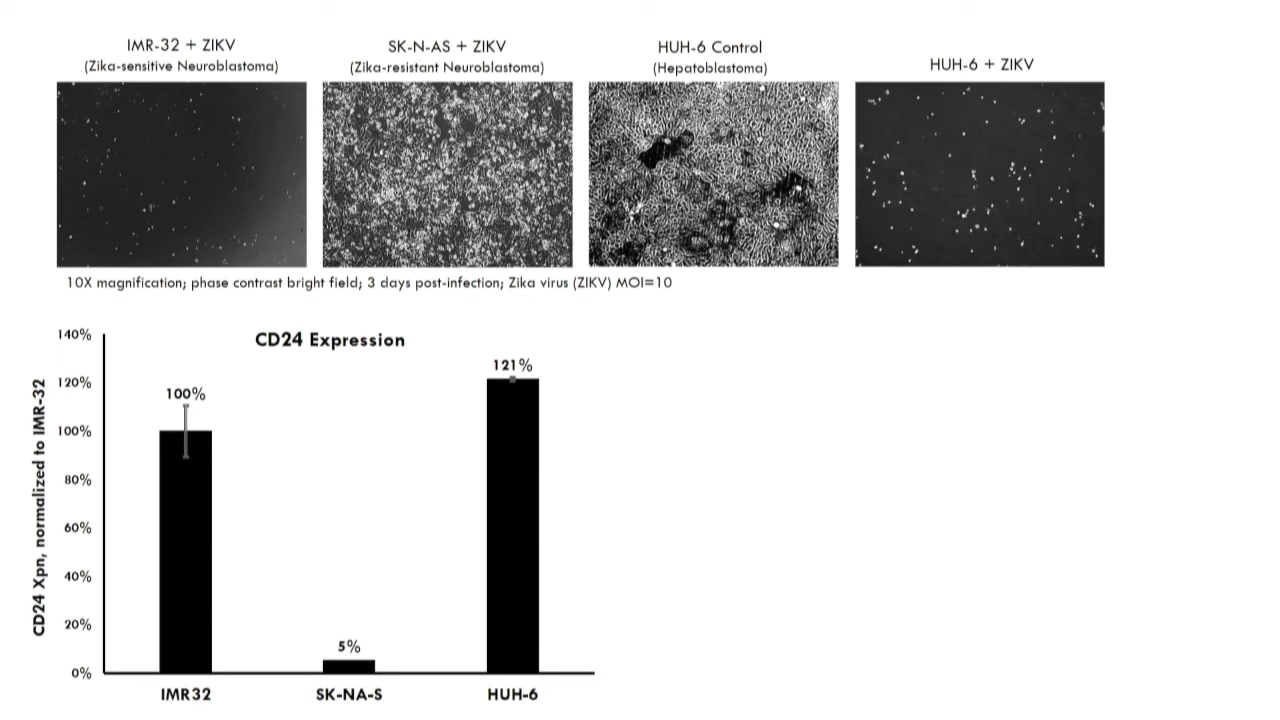 IMR-32 + ZIKV
(Zika-sensitive Neuroblastoma)
SK-N-AS + ZIKV
(Zika-resistant Neuroblastoma)
HUH-6 Control
(Hepatoblastoma)
HUH-6 + ZIKV
10X magnification; phase contrast bright field; 3 days post-infection; Zika virus (ZIKV) MOI=10
CD24 Expression
CD24 Xpn, normalized to IMR-32
140%
120%
100%
80%
60%
40%
20%
0%
100%
5%
121%
IMR32
SK-NA-S
HUH-6